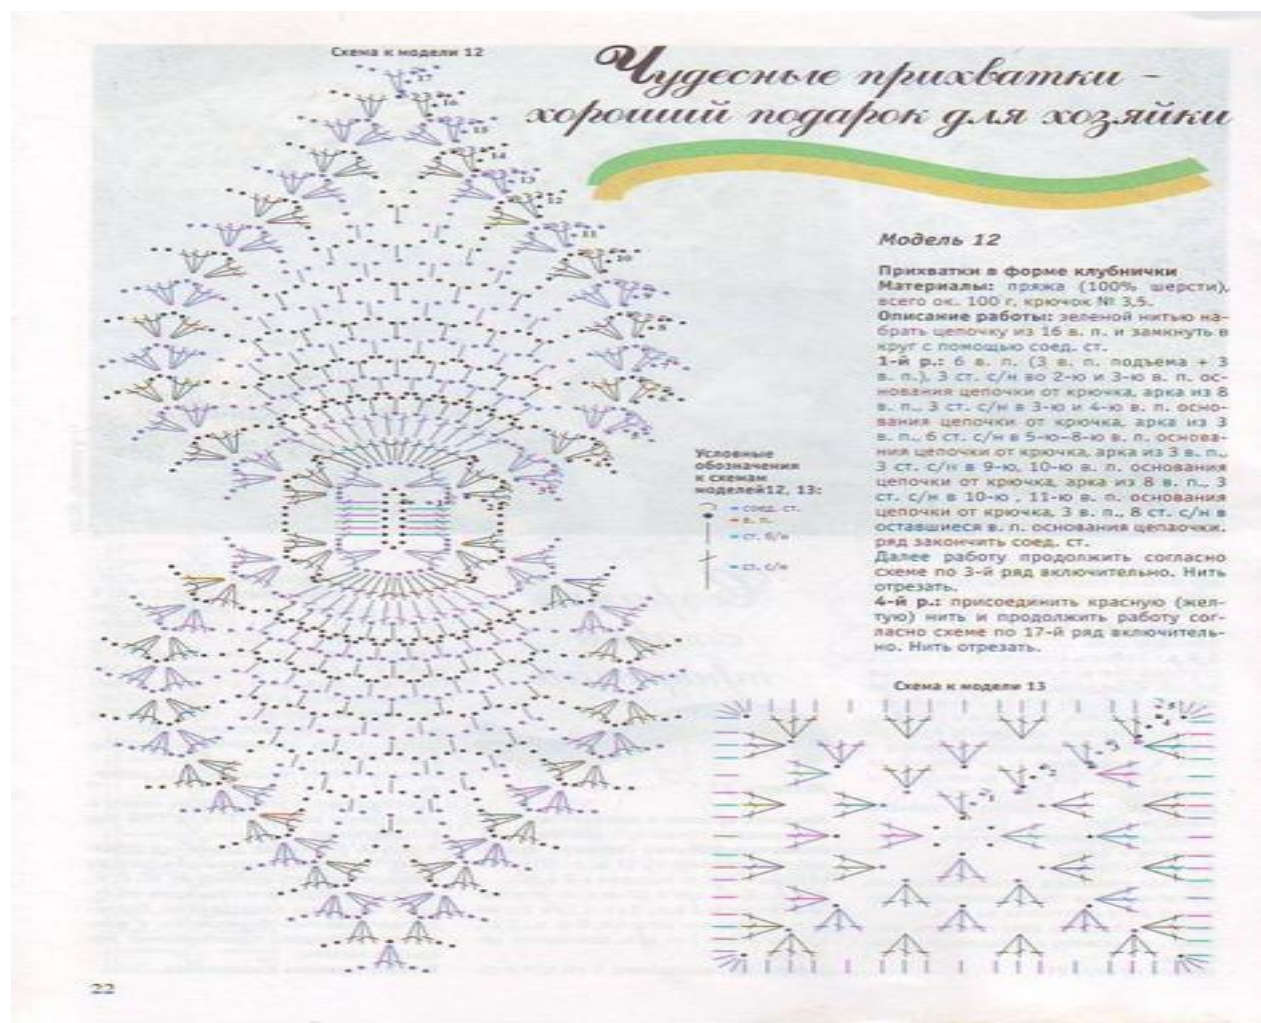 Схема к модели 12
Чудесные прихватки –
хороший подарок для хозяйки
Модель 12
Прихватки в форме клубнички
Материалы: пряжа (100% шерсти),
всего ок. 100 г, крючок № 3,5.
Описание работы: зеленой нитью на-
брать цепочку из 16 в. п. и замкнуть в
круг с помощью соед. ст.
1-й р.: 6 в. п. (3 в. п. подъема + 3
в. п.), 3 ст. с/н во 2-ю и 3-ю в. п. ос-
нования цепочки от крючка, арка из 8
в. п., 3 ст. с/н в 3-ю и 4-ю в. п. осно-
вания цепочки от крючка, арка из 3
в. п., 6 ст. с/н в 5-ю–8-ю в. п. основа-
ния цепочки от крючка, арка из 3 в. п.,
3 ст. с/н в 9-ю, 10-ю в. п. основания
цепочки от крючка, арка из 8 в. п., 3
ст. с/н в 10-ю , 11-ю в. п. основания
цепочки от крючка, 3 в. п., 8 ст. с/н в
оставшиеся в. п. основания цепаочки,
ряд закончить соед. ст.
Далее работу продолжить согласно
схеме по 3-й ряд включительно. Нить
отрезать.
4-й р.: присоединить красную (жел-
тую) нить и продолжить работу сог-
ласно схеме по 17-й ряд включитель-
но. Нить отрезать.
Условные
обозначения
к схемам
моделей12, 13:
– соед. ст.
– в. п.
– ст. б/н
– ст. с/н
Схема к модели 13
22